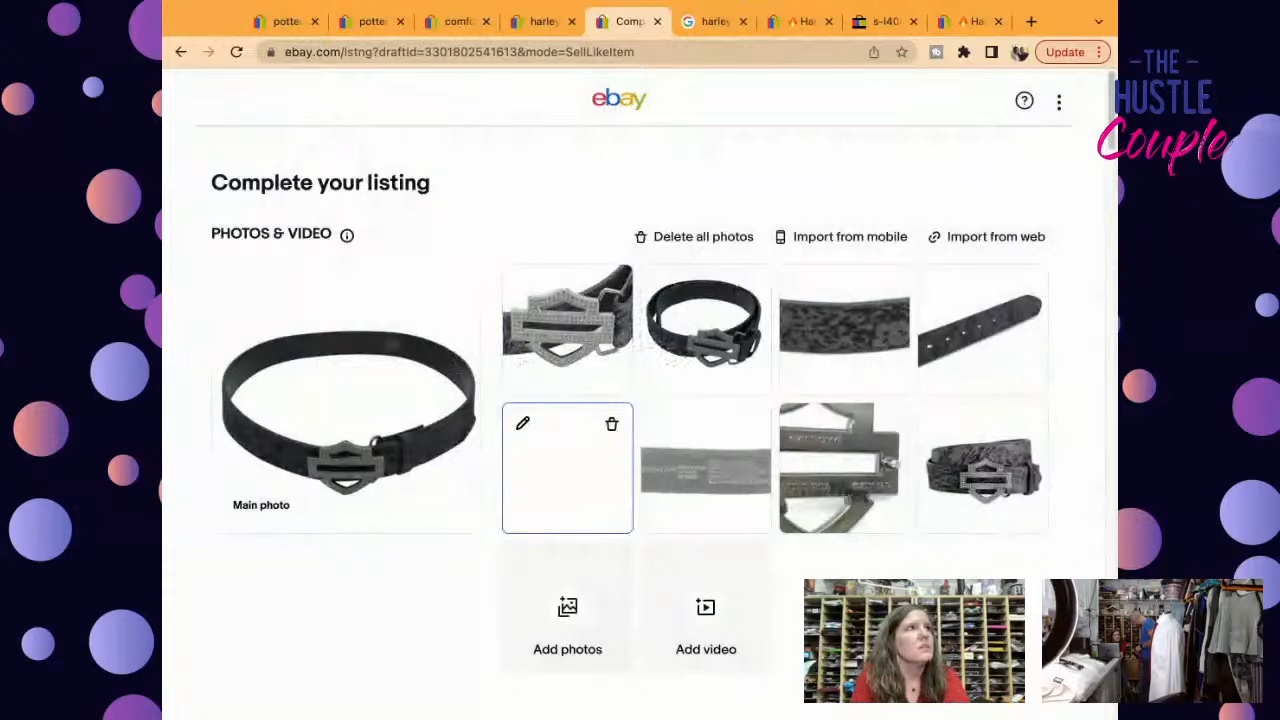 potte
potte
comfo
harley
Comp
harley
Ha
s-l40
Ha
ebay.com/lstng?draftId=3301802541613&mode=SellLikeItem
Update
-THE-
HUSTLE
Couple
ebay
Complete your listing
PHOTOS & VIDEO
Delete all photos
Import from mobile
Import from web
Main photo
Add photos
Add video